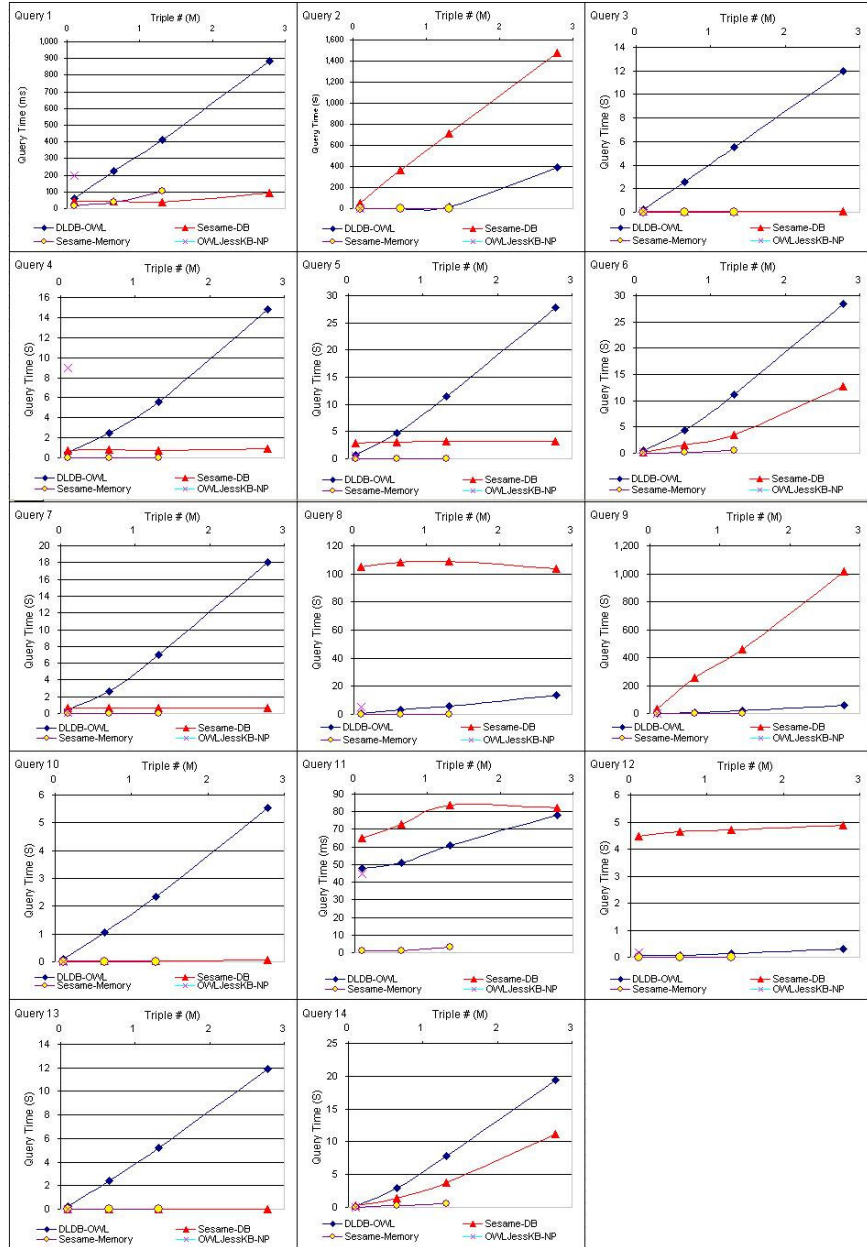 Query 1
Triple # (M)
0 1 2 3
Query Time (ms)
1,000
900
800
700
600
500
400
300
200
100
0
DLDB-OWL Sesame-DB
Sesame-Memory OWLJessKB-NP
Query 2
Triple # (M)
0 1 2 3
Query Time (S)
1,600
1,400
1,200
1,000
800
600
400
200
0
DLDB-OWL Sesame-DB
Sesame-Memory OWLJessKB-NP
Query 3
Triple # (M)
0 1 2 3
Query Time (S)
14
12
10
8
6
4
2
0
DLDB-OWL Sesame-DB
Sesame-Memory OWLJessKB-NP
Query 4
Triple # (M)
0 1 2 3
Query Time (S)
16
14
12
10
8
6
4
2
0
DLDB-OWL Sesame-DB
Sesame-Memory OWLJessKB-NP
Query 5
Triple # (M)
0 1 2 3
Query Time (S)
30
25
20
15
10
5
0
DLDB-OWL Sesame-DB
Sesame-Memory OWLJessKB-NP
Query 6
Triple # (M)
0 1 2 3
Query Time (S)
30
25
20
15
10
5
0
DLDB-OWL Sesame-DB
Sesame-Memory OWLJessKB-NP
Query 7
Triple # (M)
0 1 2 3
Query Time (S)
20
18
16
14
12
10
8
6
4
2
0
DLDB-OWL Sesame-DB
Sesame-Memory OWLJessKB-NP
Query 8
Triple # (M)
0 1 2 3
Query Time (S)
120
100
80
60
40
20
0
DLDB-OWL Sesame-DB
Sesame-Memory OWLJessKB-NP
Query 9
Triple # (M)
0 1 2 3
Query Time (S)
1,200
1,000
800
600
400
200
0
DLDB-OWL Sesame-DB
Sesame-Memory OWLJessKB-NP
Query 10
Triple # (M)
0 1 2 3
Query Time (S)
6
5
4
3
2
1
0
DLDB-OWL Sesame-DB
Sesame-Memory OWLJessKB-NP
Query 11
Triple # (M)
0 1 2 3
Query Time (ms)
90
80
70
60
50
40
30
20
10
0
DLDB-OWL Sesame-DB
Sesame-Memory OWLJessKB-NP
Query 12
Triple # (M)
0 1 2 3
Query Time (S)
6
5
4
3
2
1
0
DLDB-OWL Sesame-DB
Sesame-Memory OWLJessKB-NP
Query 13
Triple # (M)
0 1 2 3
Query Time (S)
14
12
10
8
6
4
2
0
DLDB-OWL Sesame-DB
Sesame-Memory OWLJessKB-NP
Query 14
Triple # (M)
0 1 2 3
Query Time (S)
25
20
15
10
5
0
DLDB-OWL Sesame-DB
Sesame-Memory OWLJessKB-NP